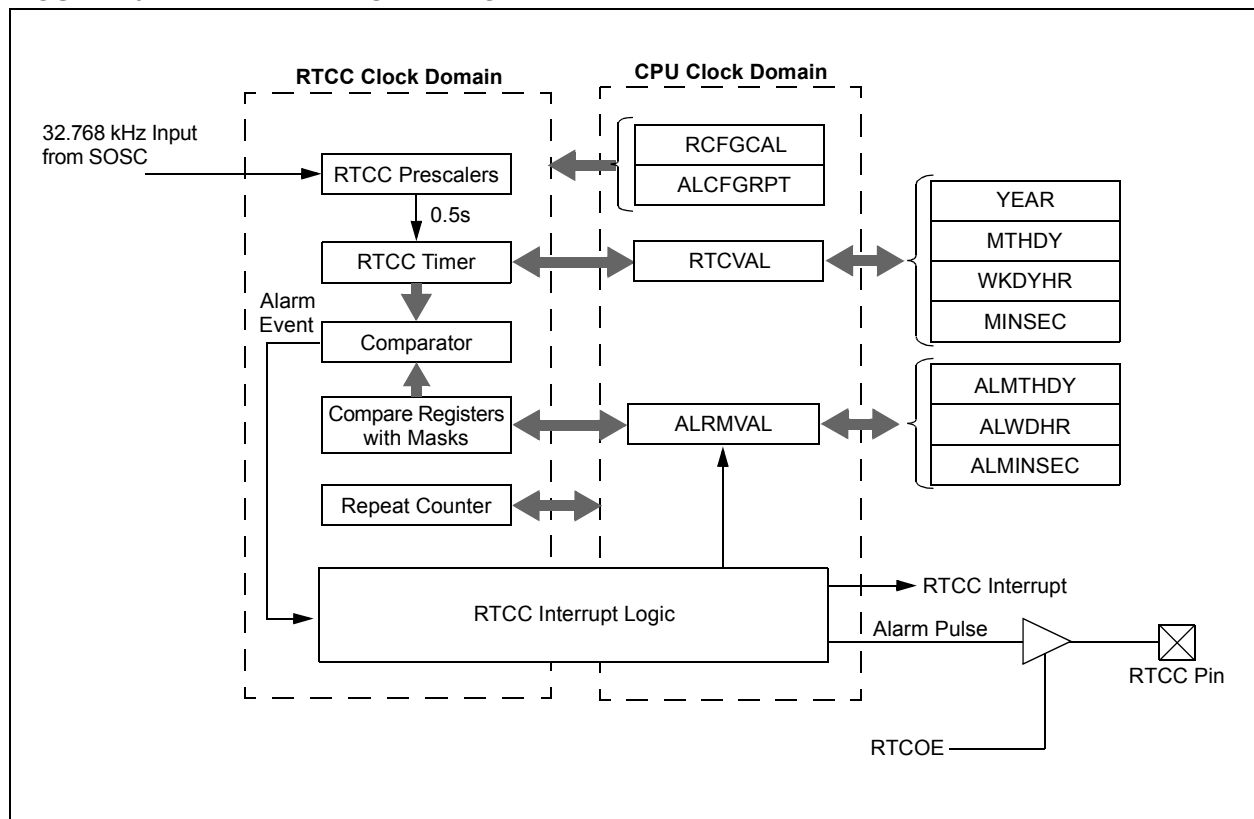 RTCC Clock Domain
CPU Clock Domain
32.768 kHz Input
from SOSC
RTCC Prescalers
0.5s
RTCC Timer
Alarm
Event
Comparator
Compare Registers
with Masks
Repeat Counter
RCFGCAL
ALCFGRPT
RTCVAL
ALRMVAL
YEAR
MTHDY
WKDYHR
MINSEC
ALMTHDY
ALWDHR
ALMINSEC
RTCC Interrupt Logic
RTCC Interrupt
Alarm Pulse
RTCC Pin
RTCOE